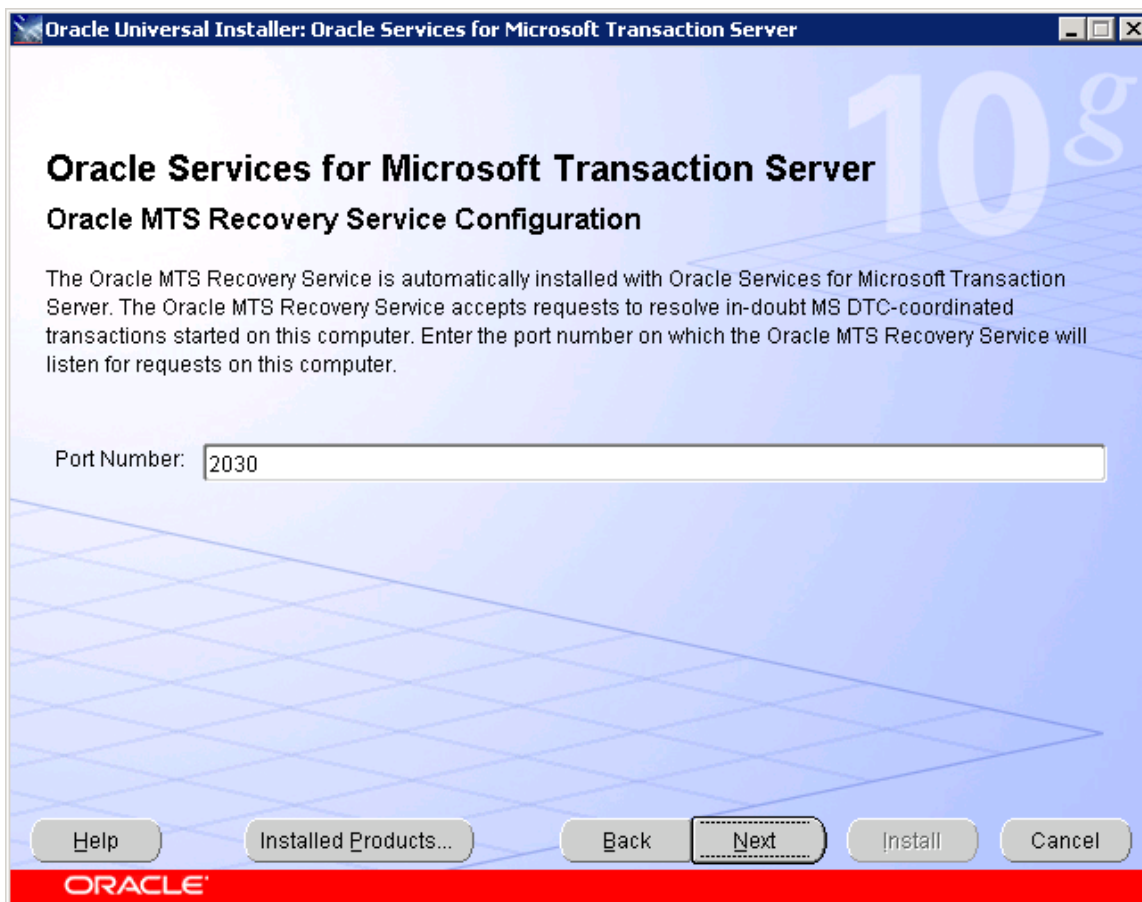 Oracle Universal Installer: Oracle Services for Microsoft Transaction Server
10g
Oracle Services for Microsoft Transaction Server
Oracle MTS Recovery Service Configuration
The Oracle MTS Recovery Service is automatically installed with Oracle Services for Microsoft Transaction
Server. The Oracle MTS Recovery Service accepts requests to resolve in-doubt MS DTC-coordinated
transactions started on this computer. Enter the port number on which the Oracle MTS Recovery Service will
listen for requests on this computer.
Port Number: 2030
Help Installed Products... Back Next Install Cancel
ORACLE